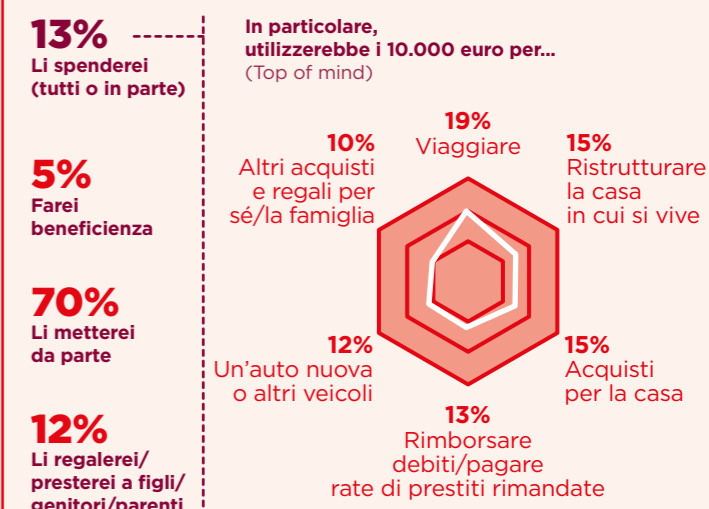 13%
Li spenderei
(tutti o in parte)
5%
Farei
beneficienza
70%
Li metterei
da parte
12%
Li regalerei/
presterei a figli/
genitori/parenti
In particolare,
utilizzerebbe i 10.000 euro per...
(Top of mind)
19%
Viaggiare
15%
Ristrutturare
la casa
in cui si vive
15%
Acquisti
per la casa
13%
Rimborsare
debiti/pagare
rate di prestiti rimandate
12%
Un'auto nuova
o altri veicoli
10%
Altri acquisti
e regali per
sé/la famiglia